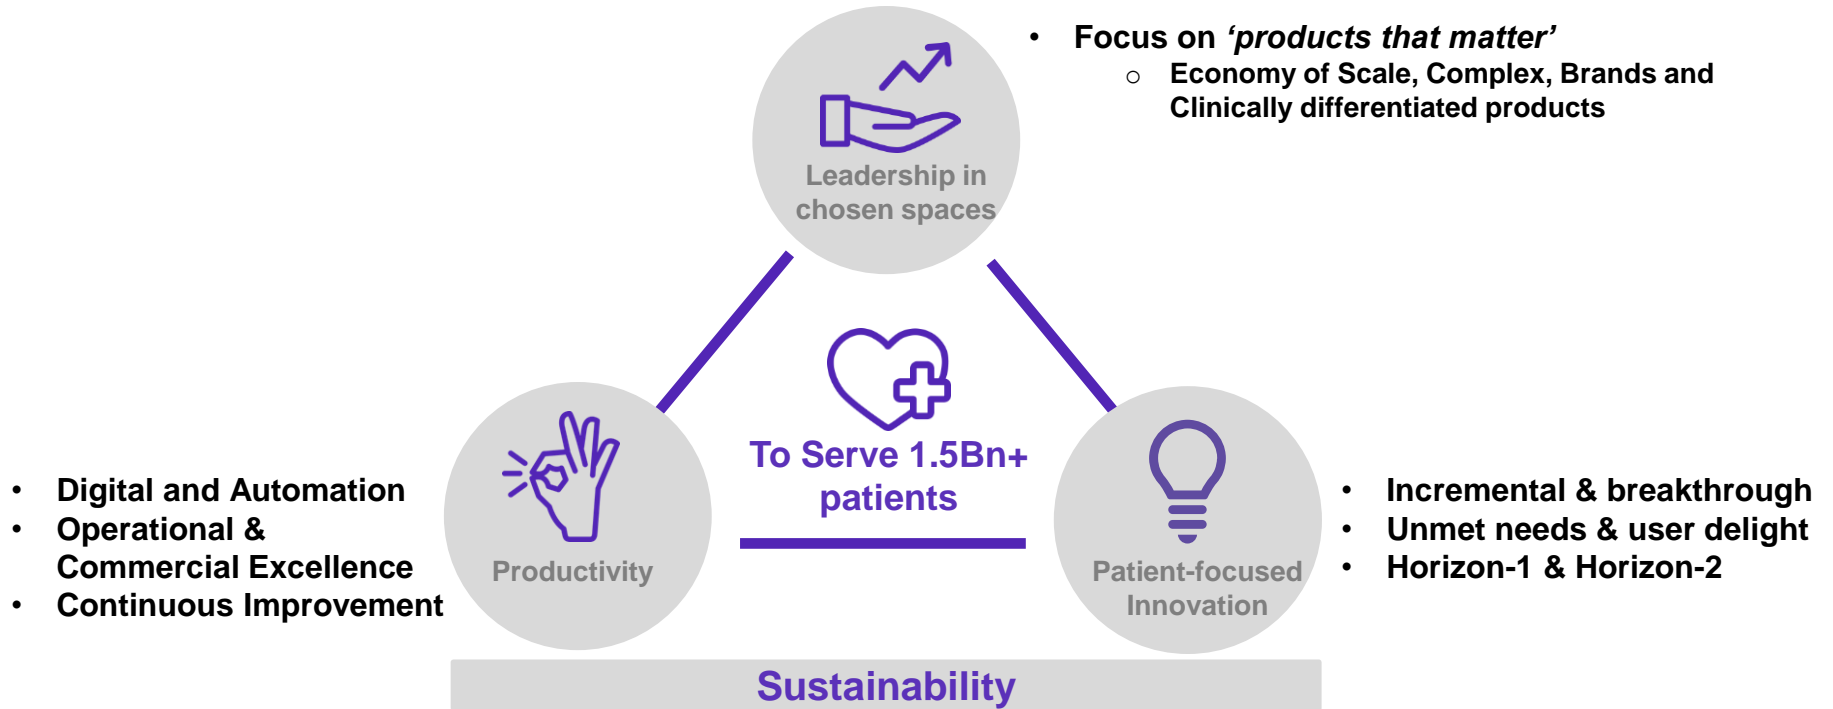 • Focus on ‘products that matter’
o Economy of Scale, Complex, Brands and
Clinically differentiated products
Leadership in
chosen spaces
To Serve 1.5Bn+
patients
• Digital and Automation
• Operational &
Commercial Excellence
• Continuous Improvement
Productivity
Patient-focused
Innovation
• Incremental & breakthrough
• Unmet needs & user delight
• Horizon-1 & Horizon-2
Sustainability